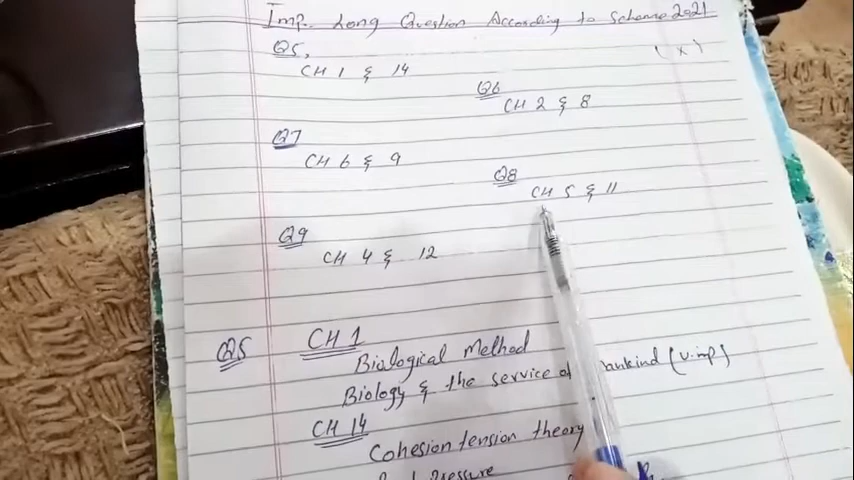 Imp. Long Question According to Scheme 2021
Q5,
(x)
CH 1 & 14
Q6
CH 2 & 8
Q7
CH 6 & 9
Q8
CH 5 & 11
Q9
CH 4 & 12
Q5 CH 1
Biological Method
Biology & the service of mankind (v.imp)
CH 14
Cohesion tension theory
Pressure